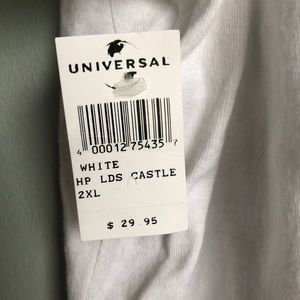 UNIVERSAL
4 00012 75435 7
WHITE
HP LDS CASTLE
2XL
$ 29.95